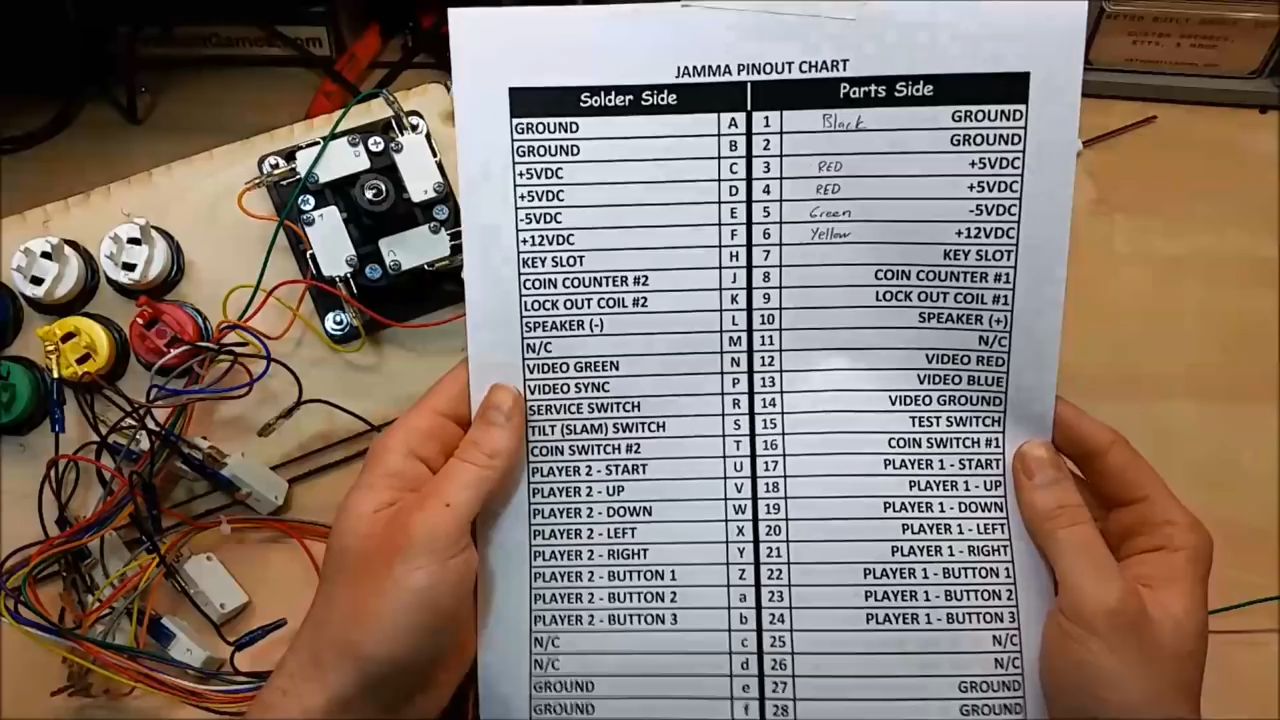 JAMMA PINOUT CHART
Solder Side Parts Side
GROUND A 1 Black GROUND
GROUND B 2 GROUND
+5VDC C 3 RED +5VDC
+5VDC D 4 RED +5VDC
-5VDC E 5 Green -5VDC
+12VDC F 6 Yellow +12VDC
KEY SLOT H 7 KEY SLOT
COIN COUNTER #2 J 8 COIN COUNTER #1
LOCK OUT COIL #2 K 9 LOCK OUT COIL #1
SPEAKER (-) L 10 SPEAKER (+)
N/C M 11 N/C
VIDEO GREEN N 12 VIDEO RED
VIDEO SYNC P 13 VIDEO BLUE
SERVICE SWITCH R 14 VIDEO GROUND
TILT (SLAM) SWITCH S 15 TEST SWITCH
COIN SWITCH #2 T 16 COIN SWITCH #1
PLAYER 2 - START U 17 PLAYER 1 - START
PLAYER 2 - UP V 18 PLAYER 1 - UP
PLAYER 2 - DOWN W 19 PLAYER 1 - DOWN
PLAYER 2 - LEFT X 20 PLAYER 1 - LEFT
PLAYER 2 - RIGHT Y 21 PLAYER 1 - RIGHT
PLAYER 2 - BUTTON 1 Z 22 PLAYER 1 - BUTTON 1
PLAYER 2 - BUTTON 2 a 23 PLAYER 1 - BUTTON 2
PLAYER 2 - BUTTON 3 b 24 PLAYER 1 - BUTTON 3
N/C c 25 N/C
N/C d 26 N/C
GROUND e 27 GROUND
GROUND f 28 GROUND